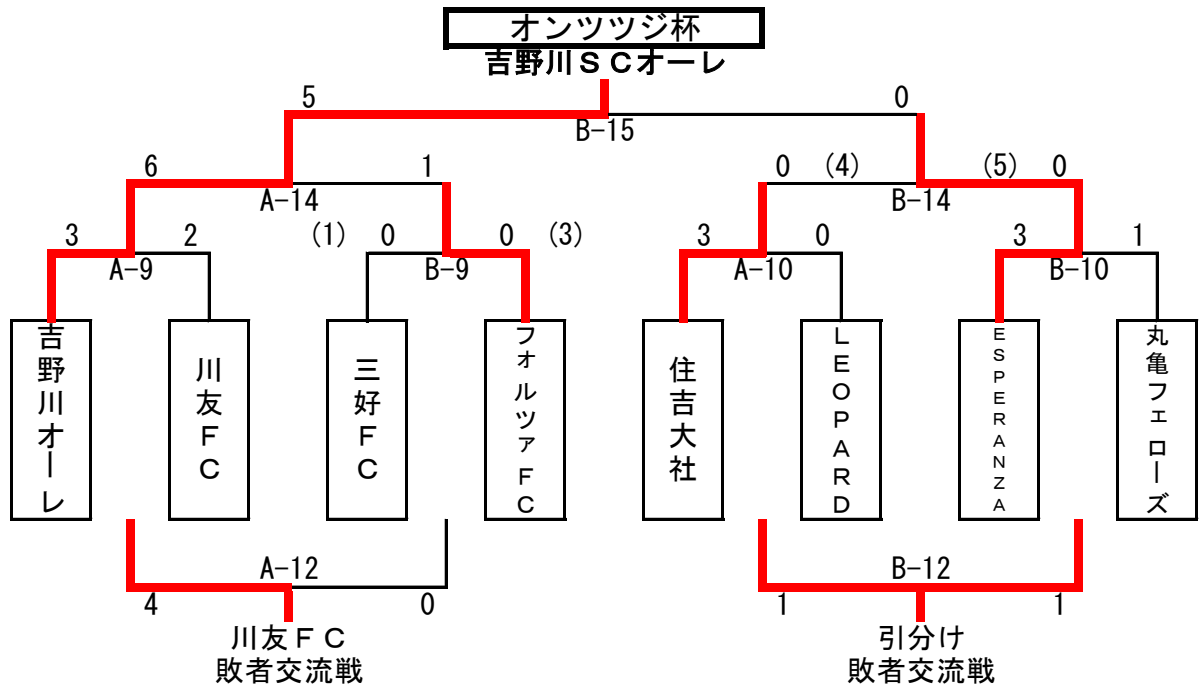 オンツツジ杯
吉野川ＳＣオーレ
5 0
B-15
6 1 0 (4) (5) 0
A-14 B-14
3 2 (1) 0 0 (3) 3 0 3 1
A-9 B-9 A-10 B-10
吉野川オーレ
川友ＦＣ
三好ＦＣ
フォルツァＦＣ
住吉大社
ＬＥＯＰＡＲＤ
ＥＳＰＥＲＡＮＺＡ
丸亀フェローズ
A-12 B-12
4 0 1 1
川友ＦＣ 引分け
敗者交流戦 敗者交流戦